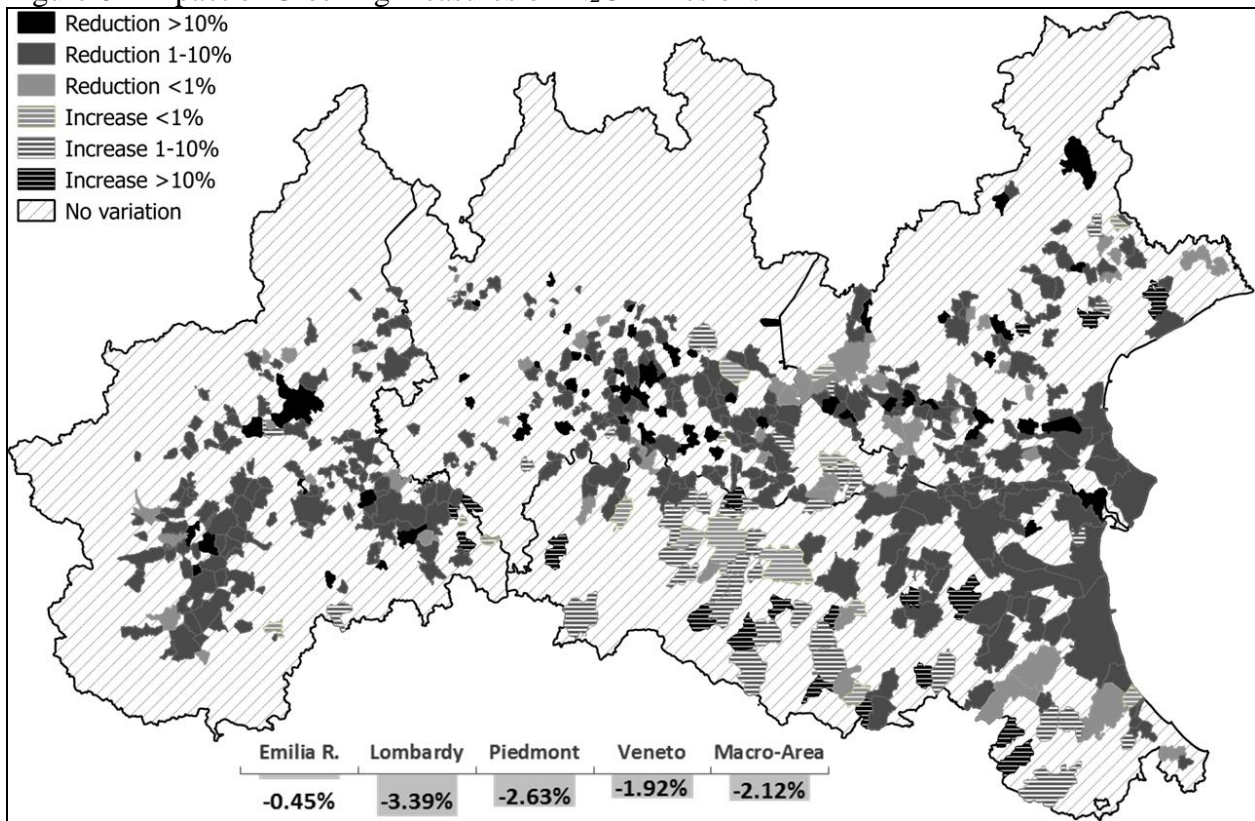 Reduction >10%
Reduction 1-10%
Reduction <1%
Increase <1%
Increase 1-10%
Increase >10%
No variation
Emilia R. Lombardy Piedmont Veneto Macro-Area
-0.45% -3.39% -2.63% -1.92% -2.12%